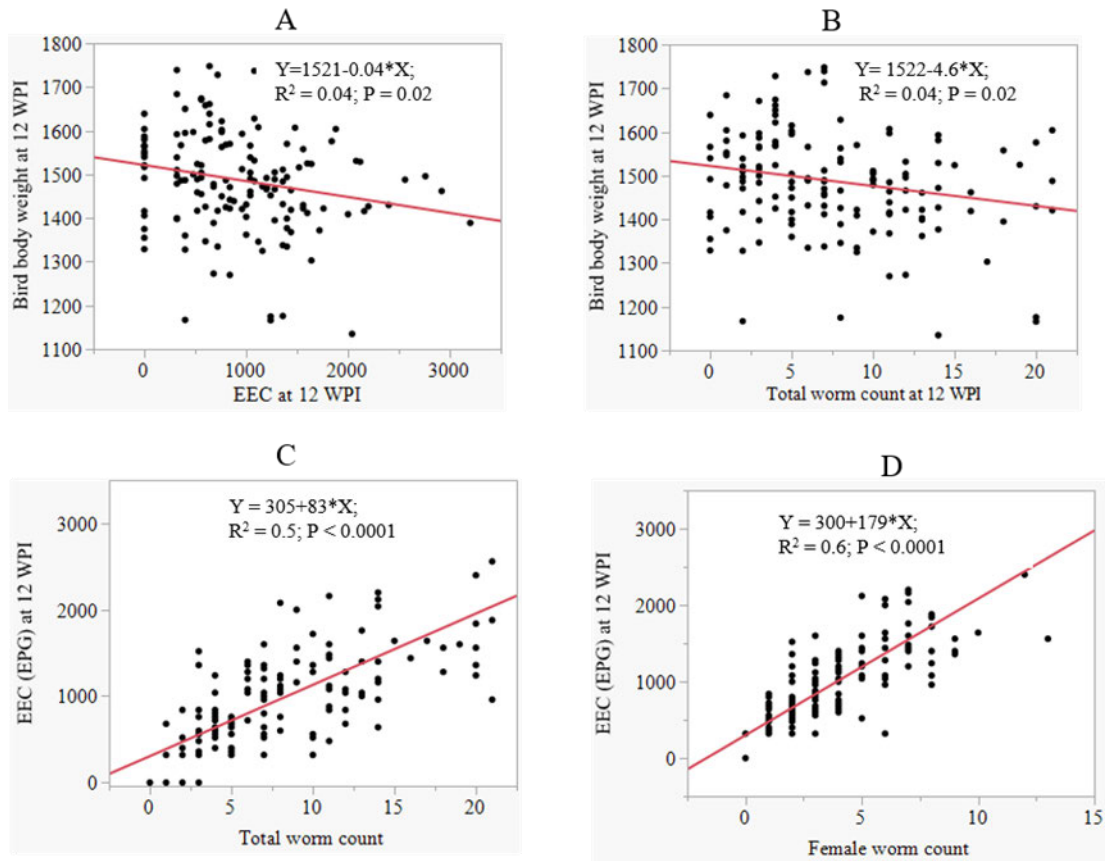 A
Y=1521-0.04*X;
R² = 0.04; P = 0.02
Bird body weight at 12 WPI
1800
1700
1600
1500
1400
1300
1200
1100
0 1000 2000 3000
EEC at 12 WPI
B
Y= 1522-4.6*X;
R² = 0.04; P = 0.02
Bird body weight at 12 WPI
1800
1700
1600
1500
1400
1300
1200
1100
0 5 10 15 20
Total worm count at 12 WPI
C
Y = 305+83*X;
R² = 0.5; P < 0.0001
EEC (EPG) at 12 WPI
3000
2000
1000
0
0 5 10 15 20
Total worm count
D
Y = 300+179*X;
R² = 0.6; P < 0.0001
EEC (EPG) at 12 WPI
3000
2000
1000
0
0 5 10 15
Female worm count